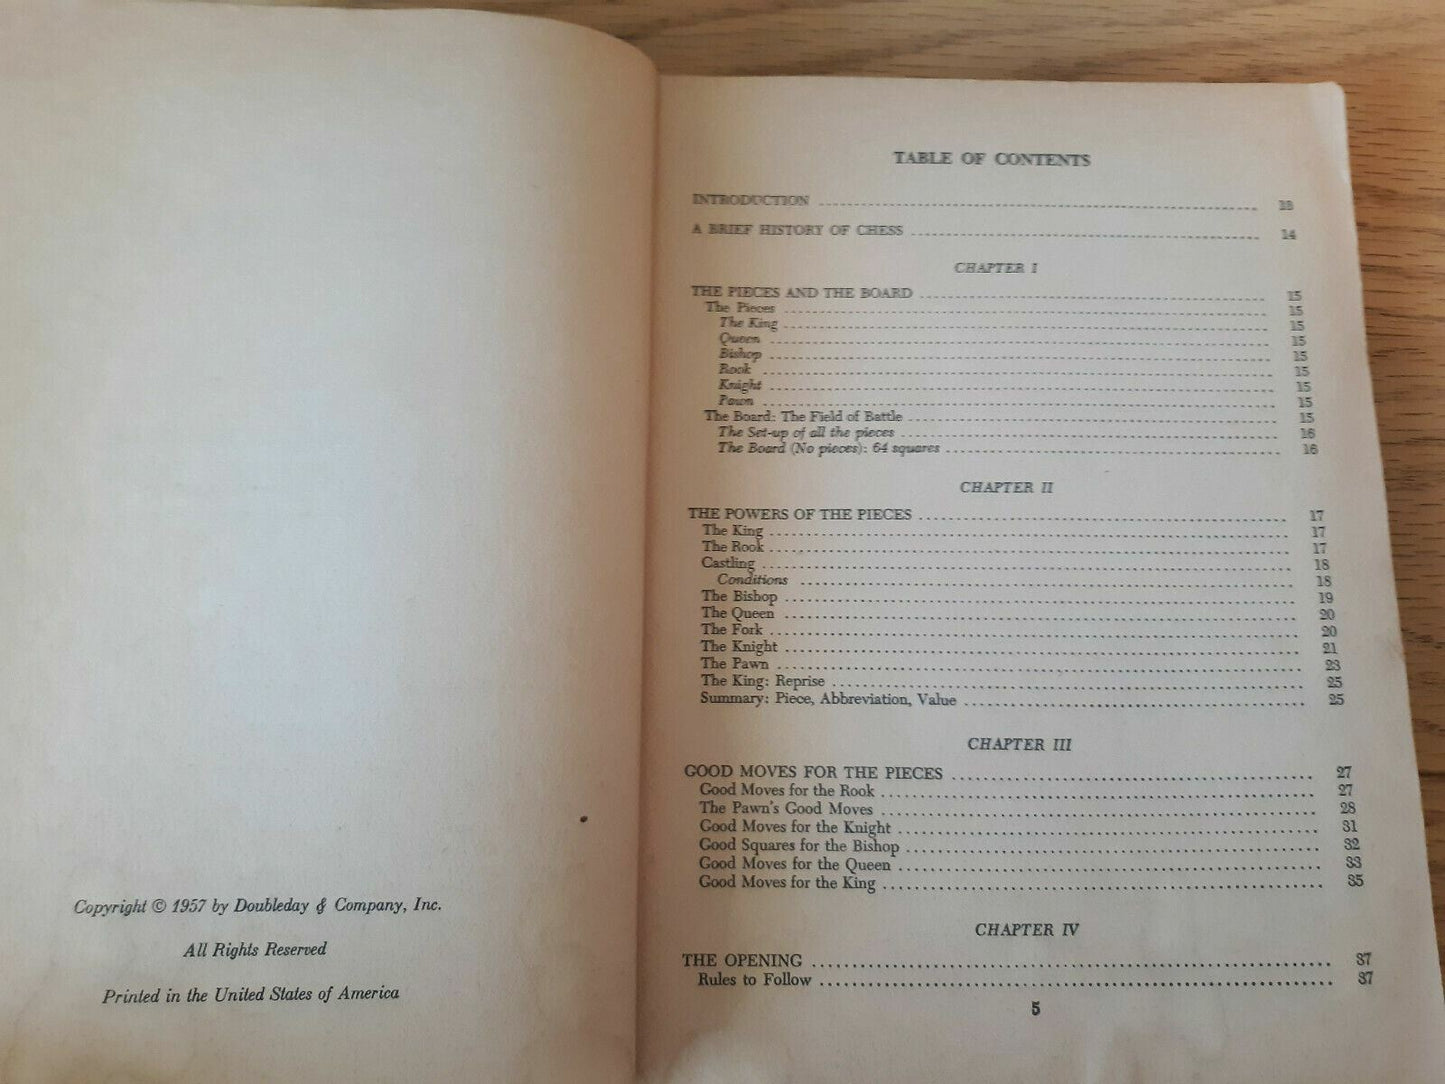 Copyright © 1957 by Doubleday & Company, Inc.
All Rights Reserved
Printed in the United States of America
TABLE OF CONTENTS
INTRODUCTION 13
A BRIEF HISTORY OF CHESS 14
CHAPTER I
THE PIECES AND THE BOARD 15
The Pieces 15
The King 15
Queen 15
Bishop 15
Rook 15
Knight 15
Pawn 15
The Board: The Field of Battle 15
The Set-up of all the pieces 16
The Board (No pieces): 64 squares 16
CHAPTER II
THE POWERS OF THE PIECES 17
The King 17
The Rook 17
Castling 18
Conditions 18
The Bishop 19
The Queen 20
The Fork 20
The Knight 21
The Pawn 23
The King: Reprise 25
Summary: Piece, Abbreviation, Value 25
CHAPTER III
GOOD MOVES FOR THE PIECES 27
Good Moves for the Rook 27
The Pawn's Good Moves 28
Good Moves for the Knight 31
Good Squares for the Bishop 32
Good Moves for the Queen 33
Good Moves for the King 35
CHAPTER IV
THE OPENING 37
Rules to Follow 37
5